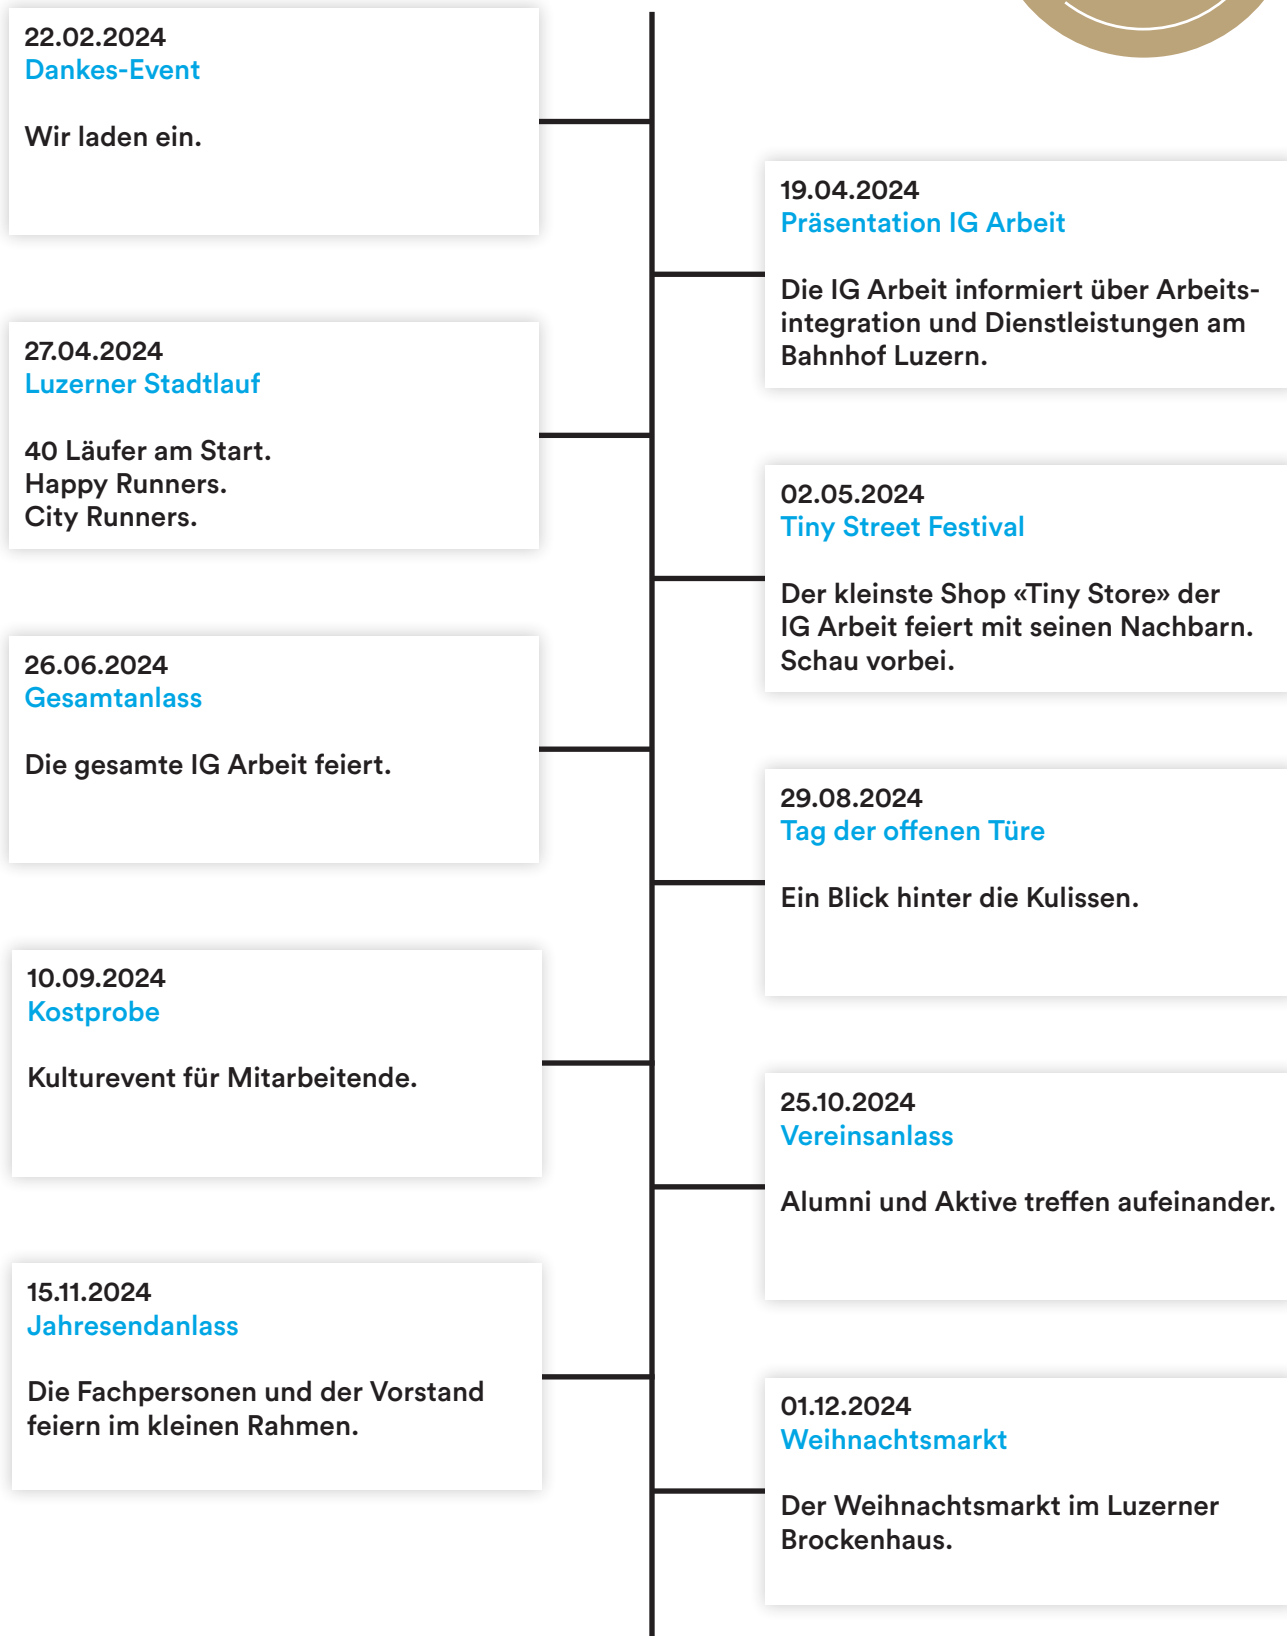 22.02.2024
Dankes-Event
Wir laden ein.
19.04.2024
Präsentation IG Arbeit
Die IG Arbeit informiert über Arbeits-
integration und Dienstleistungen am
Bahnhof Luzern.
27.04.2024
Luzerner Stadtlauf
40 Läufer am Start.
Happy Runners.
City Runners.
02.05.2024
Tiny Street Festival
Der kleinste Shop «Tiny Store» der
IG Arbeit feiert mit seinen Nachbarn.
Schau vorbei.
26.06.2024
Gesamtanlass
Die gesamte IG Arbeit feiert.
29.08.2024
Tag der offenen Türe
Ein Blick hinter die Kulissen.
10.09.2024
Kostprobe
Kulturevent für Mitarbeitende.
25.10.2024
Vereinsanlass
Alumni und Aktive treffen aufeinander.
15.11.2024
Jahresendanlass
Die Fachpersonen und der Vorstand
feiern im kleinen Rahmen.
01.12.2024
Weihnachtsmarkt
Der Weihnachtsmarkt im Luzerner
Brockenhaus.